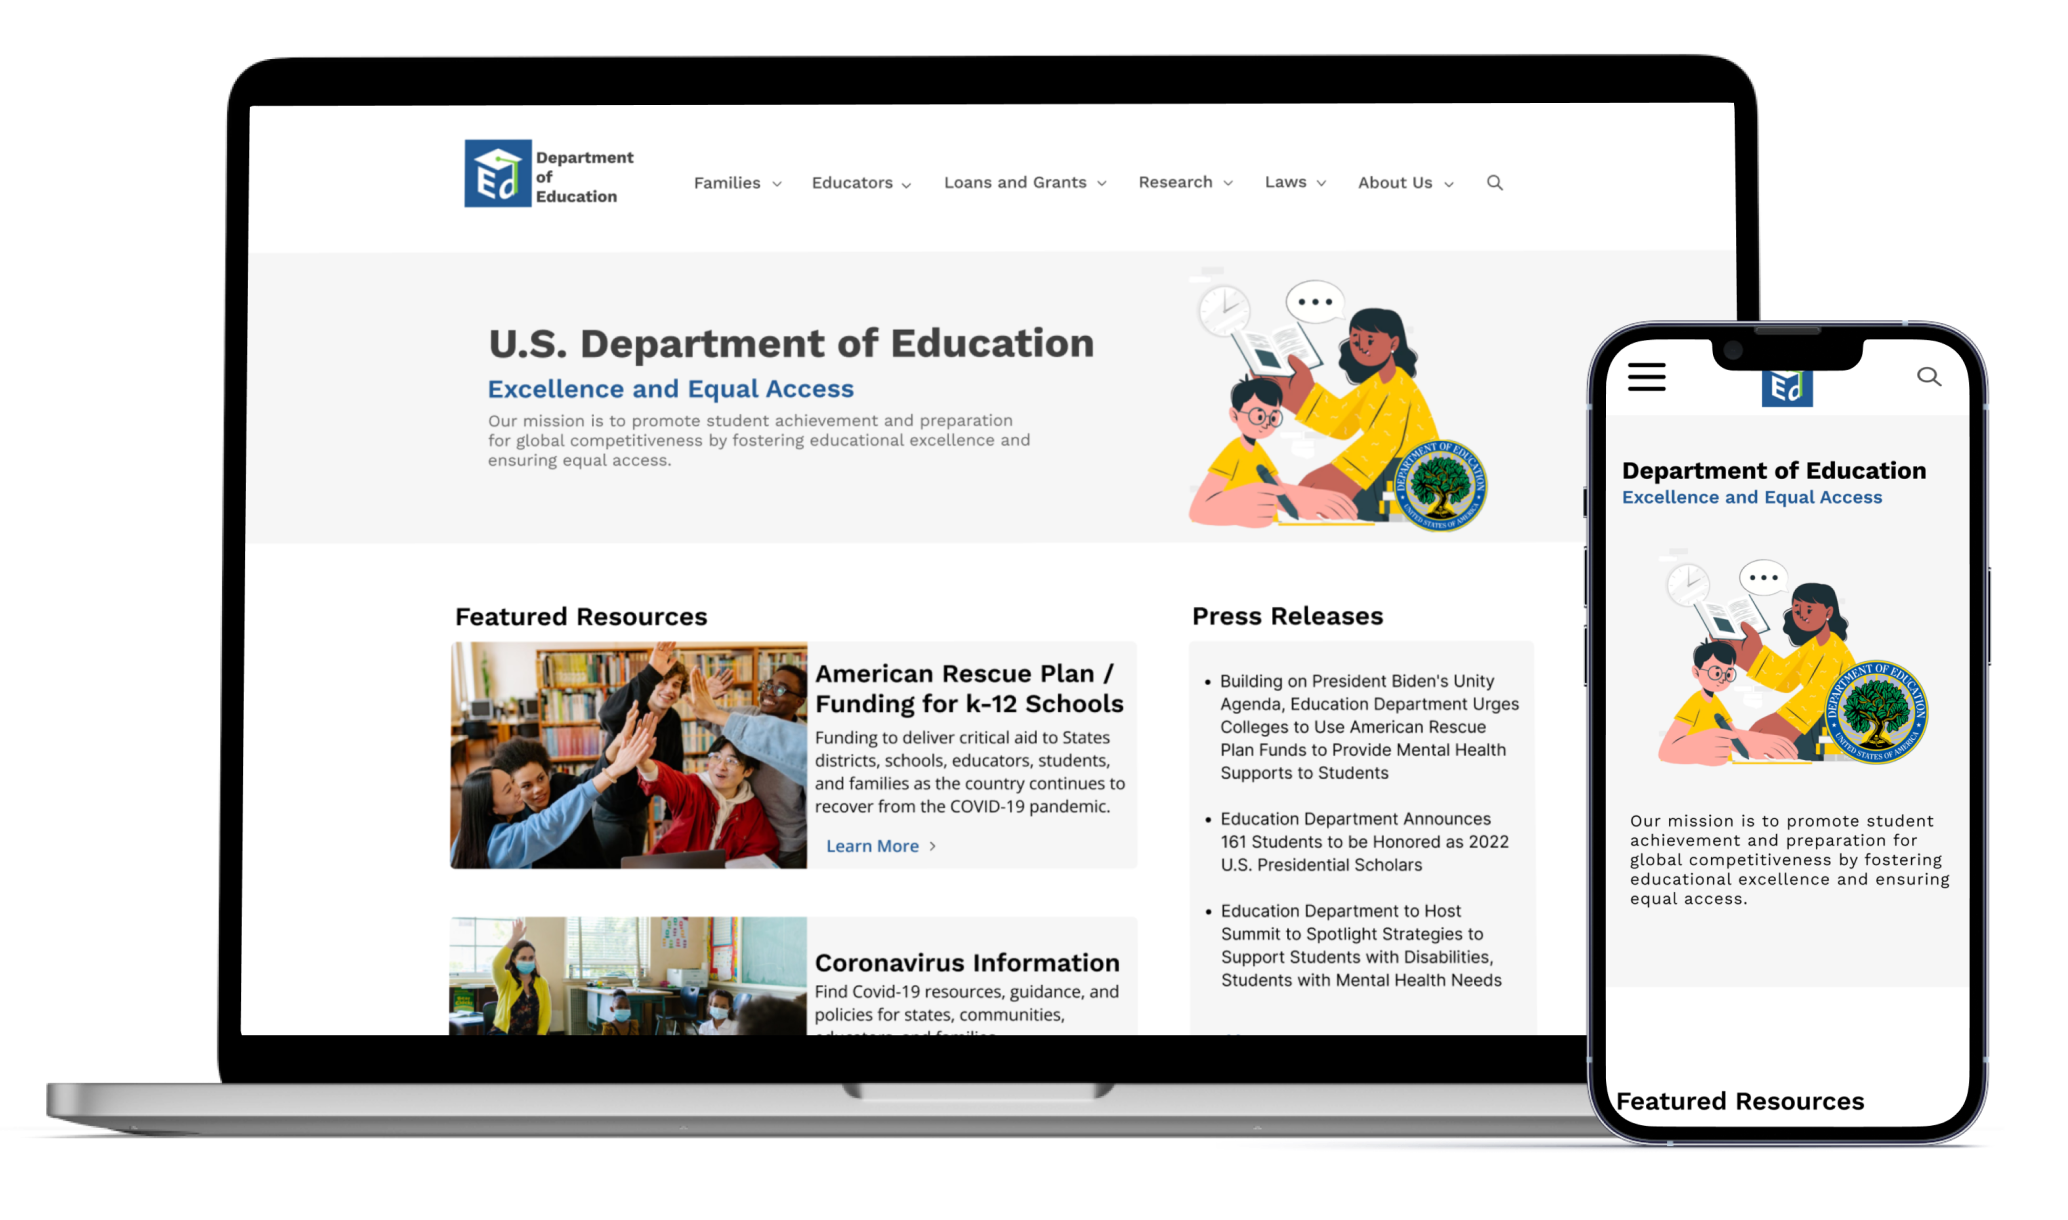 Department
of
Education
Families
Educators
Loans and Grants
Research
Laws
About Us
U.S. Department of Education
Excellence and Equal Access
Our mission is to promote student achievement and preparation
for global competitiveness by fostering educational excellence and
ensuring equal access.
DEPARTMENT OF EDUCATION
UNITED STATES OF AMERICA
Featured Resources
American Rescue Plan /
Funding for k-12 Schools
Funding to deliver critical aid to States
districts, schools, educators, students,
and families as the country continues to
recover from the COVID-19 pandemic.
Learn More
Coronavirus Information
Find Covid-19 resources, guidance, and
policies for states, communities,
Press Releases
• Building on President Biden's Unity
Agenda, Education Department Urges
Colleges to Use American Rescue
Plan Funds to Provide Mental Health
Supports to Students
• Education Department Announces
161 Students to be Honored as 2022
U.S. Presidential Scholars
• Education Department to Host
Summit to Spotlight Strategies to
Support Students with Disabilities,
Students with Mental Health Needs
Ed
Department of Education
Excellence and Equal Access
DEPARTMENT OF EDUCATION
UNITED STATES OF AMERICA
Our mission is to promote student
achievement and preparation for
global competitiveness by fostering
educational excellence and ensuring
equal access.
Featured Resources